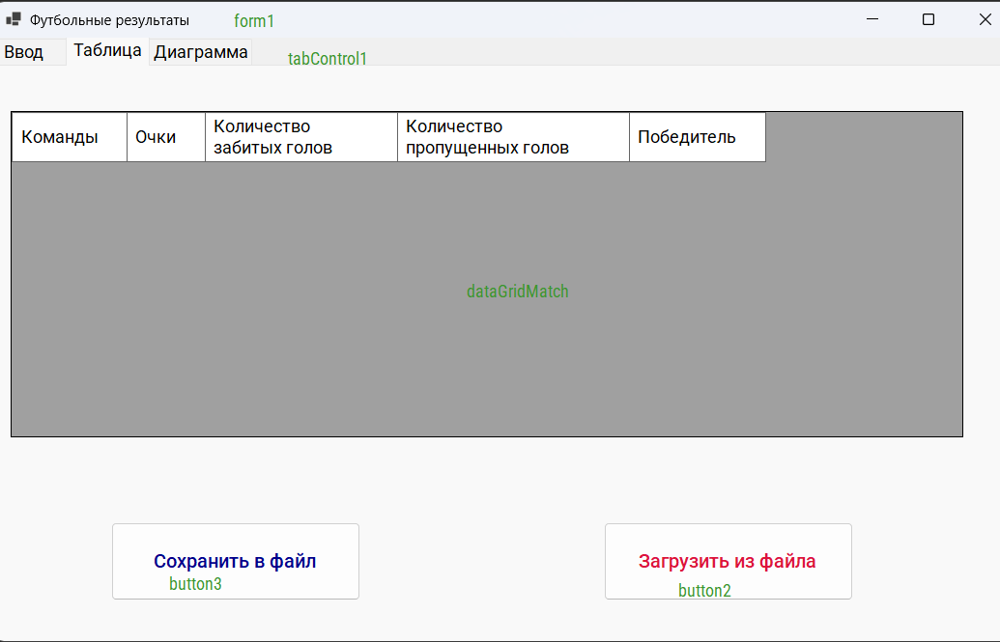 Футбольные результаты form1
Ввод Таблица Диаграмма tabControl1
Команды Очки Количество забитых голов Количество пропущенных голов Победитель
dataGridMatch
Сохранить в файл
button3
Загрузить из файла
button2